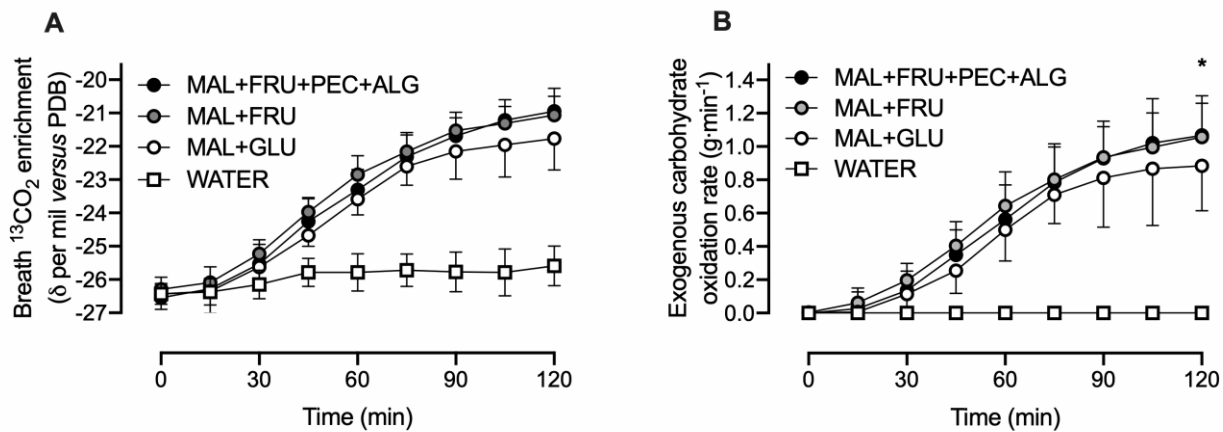 A
Breath ¹³CO₂ enrichment
(δ per mil versus PDB)
-20
-21
-22
-23
-24
-25
-26
-27
MAL+FRU+PEC+ALG
MAL+FRU
MAL+GLU
WATER
0 30 60 90 120
Time (min)
B
Exogenous carbohydrate
oxidation rate (g·min⁻¹)
1.4
1.2
1.0
0.8
0.6
0.4
0.2
0.0
MAL+FRU+PEC+ALG
MAL+FRU
MAL+GLU
WATER
*
0 30 60 90 120
Time (min)